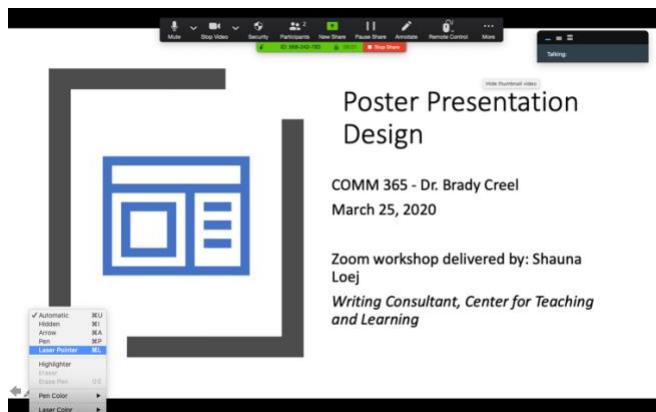 Mute
Stop Video
Security
Participants 2
New Share
Pause Share
Annotate
Remote Control
More
Stop Share
Talking:
Hide thumbnail video
Poster Presentation
Design
COMM 365 - Dr. Brady Creel
March 25, 2020
Zoom workshop delivered by: Shauna
Loej
Writing Consultant, Center for Teaching
and Learning
✓ Automatic ⌘U
Hidden ⌘I
Arrow ⌘A
Pen ⌘P
Laser Pointer ⌘L
Highlighter
Eraser
Erase Pen
Pen Color
Laser Color